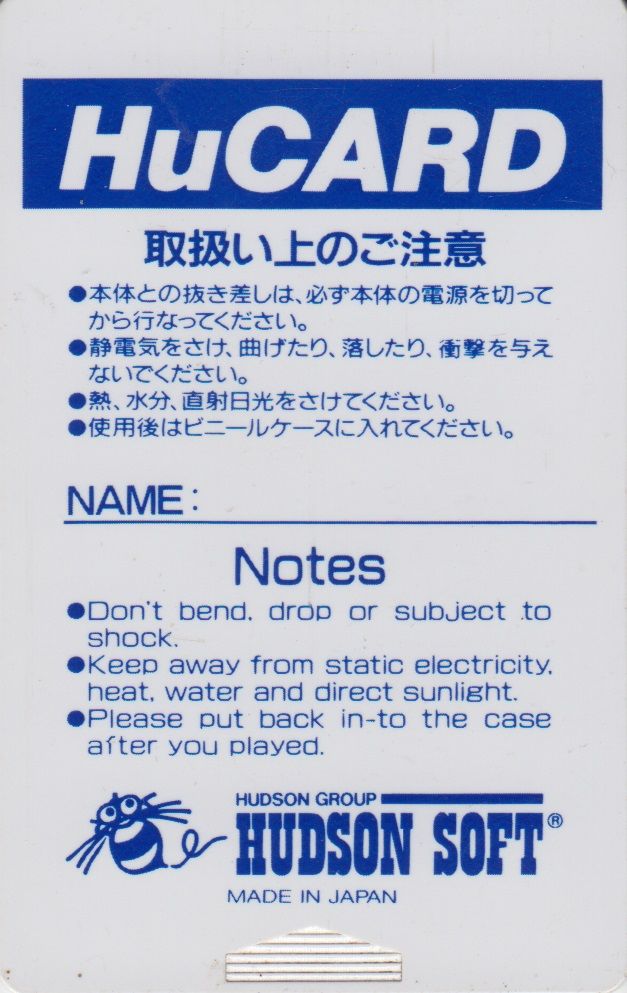 HuCARD
取扱い上のご注意
●本体との抜き差しは、必ず本体の電源を切って
から行なってください。
●静電気をさけ、曲げたり、落したり、衝撃を与え
ないでください。
●熱、水分、直射日光をさけてください。
●使用後はビニールケースに入れてください。
NAME:
Notes
●Don't bend, drop or subject to
shock.
●Keep away from static electricity,
heat, water and direct sunlight.
●Please put back in-to the case
after you played.
HUDSON GROUP
HUDSON SOFT®
MADE IN JAPAN